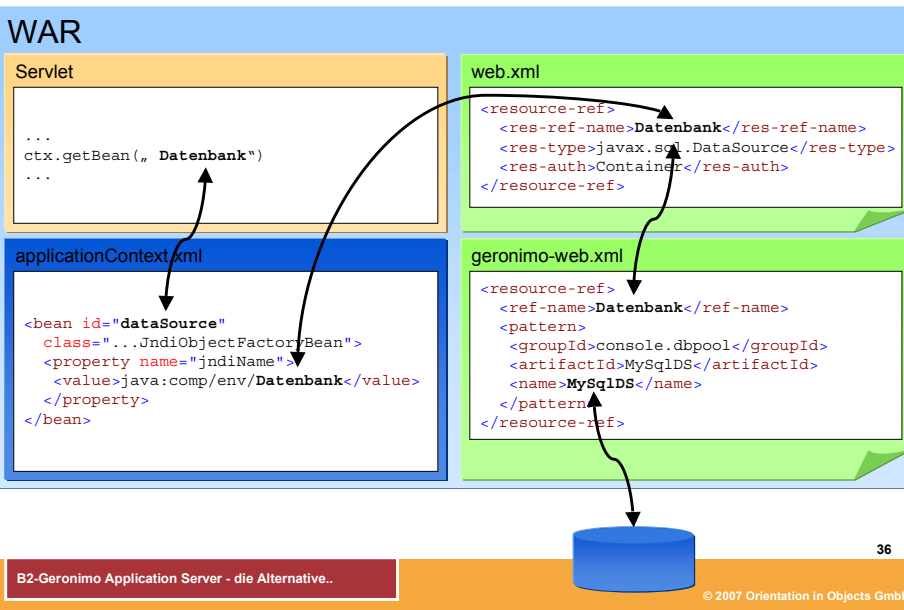 WAR
Servlet
...
ctx.getBean(„ Datenbank“)
...
applicationContext.xml
<bean id="dataSource"
class="...JndiObjectFactoryBean">
<property name="jndiName">
<value>java:comp/env/Datenbank</value>
</property>
</bean>
web.xml
<resource-ref>
<res-ref-name>Datenbank</res-ref-name>
<res-type>javax.sql.DataSource</res-type>
<res-auth>Container</res-auth>
</resource-ref>
geronimo-web.xml
<resource-ref>
<ref-name>Datenbank</ref-name>
<pattern>
<groupId>console.dbpool</groupId>
<artifactId>MySqlDS</artifactId>
<name>MySqlDS</name>
</pattern>
</resource-ref>
36
B2-Geronimo Application Server - die Alternative..
© 2007 Orientation in Objects GmbH